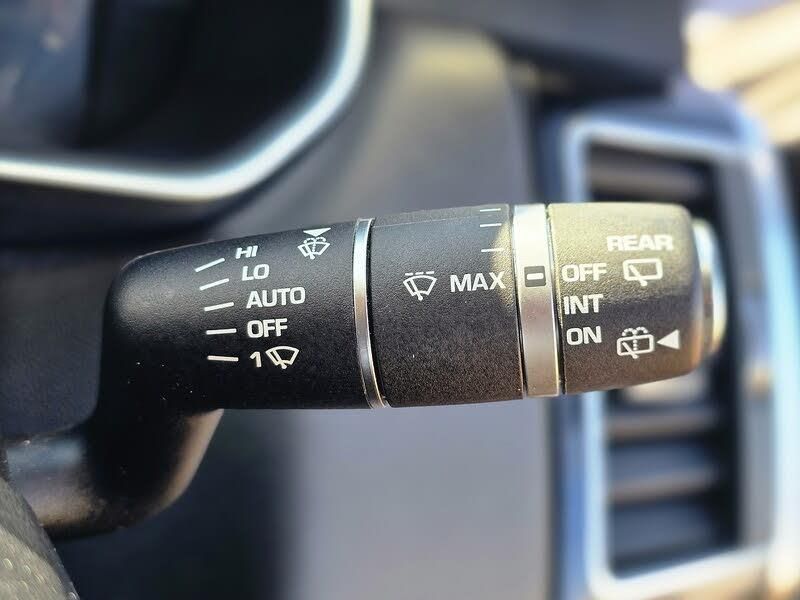 HI
LO
AUTO
OFF
1
MAX
REAR
OFF
INT
ON